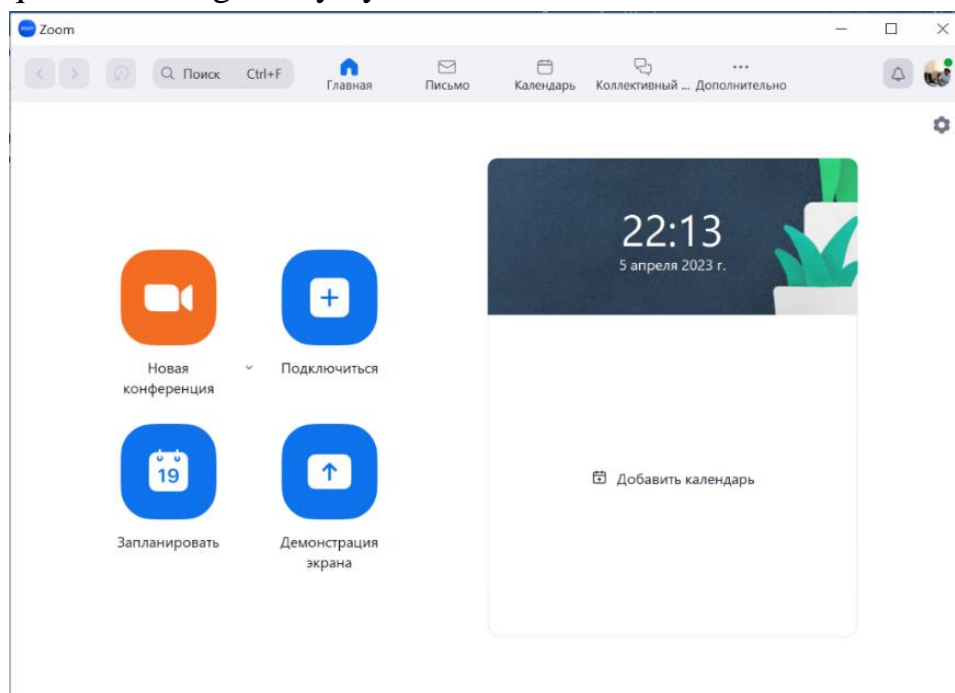 Zoom
Поиск Ctrl+F
Главная
Письмо
Календарь
Коллективный ...
Дополнительно
22:13
5 апреля 2023 г.
Новая
конференция
Подключиться
19
Запланировать
Демонстрация
экрана
Добавить календарь